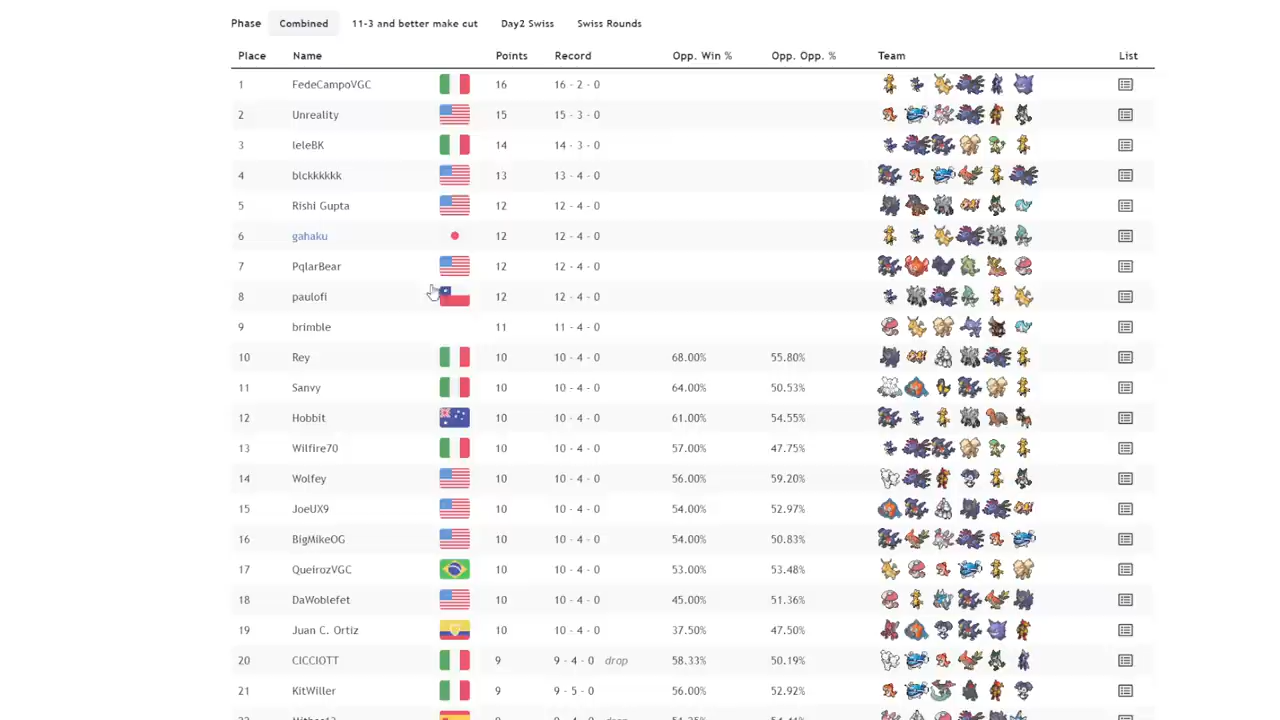 Phase Combined 11-3 and better make cut Day2 Swiss Swiss Rounds
Place Name Points Record Opp. Win % Opp. Opp. % Team List
1 FedeCampoVGC 16 16 - 2 - 0
2 Unreality 15 15 - 3 - 0
3 leleBK 14 14 - 3 - 0
4 blckkkkkk 13 13 - 4 - 0
5 Rishi Gupta 12 12 - 4 - 0
6 gahaku 12 12 - 4 - 0
7 PqlarBear 12 12 - 4 - 0
8 paulofi 12 12 - 4 - 0
9 brimble 11 11 - 4 - 0
10 Rey 10 10 - 4 - 0 68.00% 55.80%
11 Sanvy 10 10 - 4 - 0 64.00% 50.53%
12 Hobbit 10 10 - 4 - 0 61.00% 54.55%
13 Wilfire70 10 10 - 4 - 0 57.00% 47.75%
14 Wolfey 10 10 - 4 - 0 56.00% 59.20%
15 JoeUX9 10 10 - 4 - 0 54.00% 52.97%
16 BigMikeOG 10 10 - 4 - 0 54.00% 50.83%
17 QueirozVGC 10 10 - 4 - 0 53.00% 53.48%
18 DaWoblefet 10 10 - 4 - 0 45.00% 51.36%
19 Juan C. Ortiz 10 10 - 4 - 0 37.50% 47.50%
20 CICCIOTT 9 9 - 4 - 0 drop 58.33% 50.19%
21 KitWiller 9 9 - 5 - 0 56.00% 52.92%